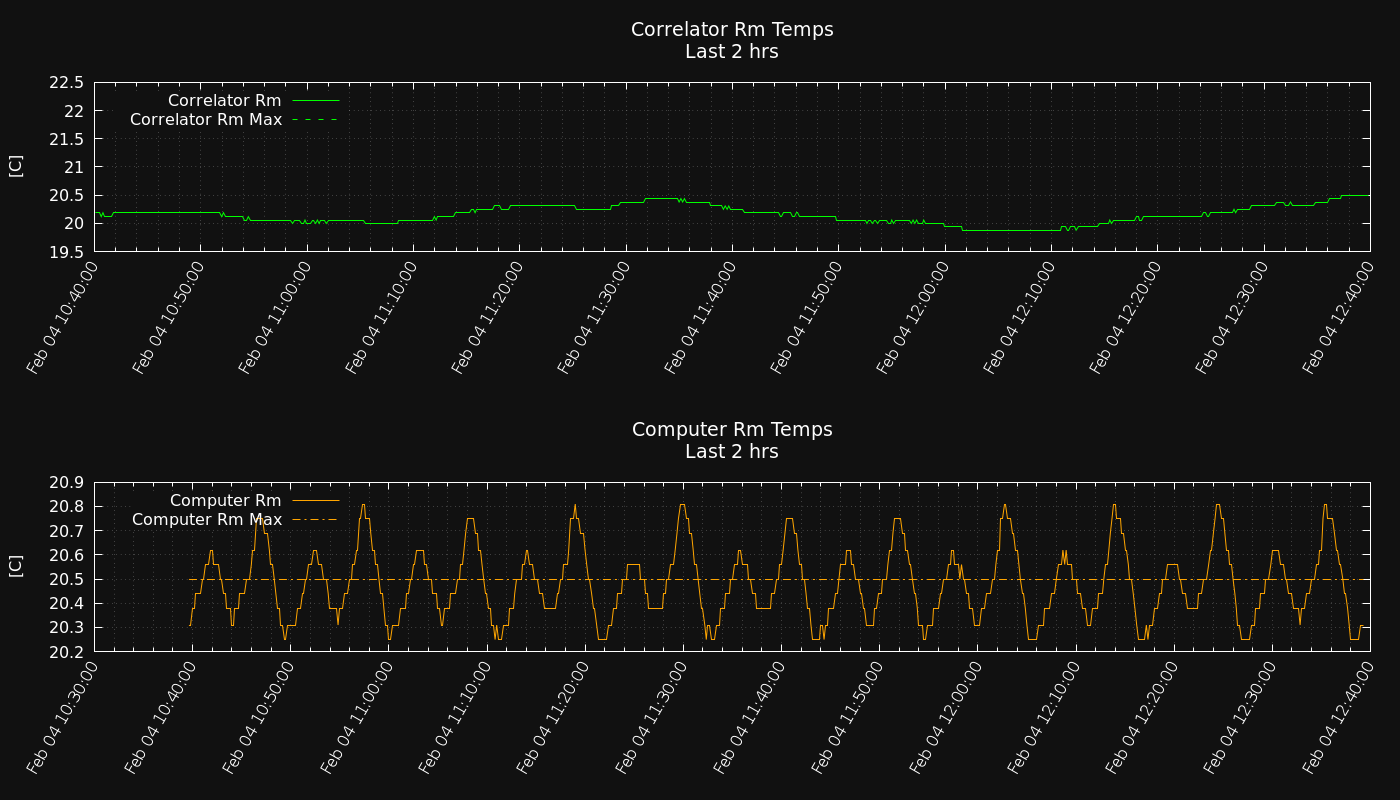 Correlator Rm Temps
Last 2 hrs
[C]
22.5
22
21.5
21
20.5
20
19.5
Correlator Rm
Correlator Rm Max
Feb 04 10:40:00
Feb 04 10:50:00
Feb 04 11:00:00
Feb 04 11:10:00
Feb 04 11:20:00
Feb 04 11:30:00
Feb 04 11:40:00
Feb 04 11:50:00
Feb 04 12:00:00
Feb 04 12:10:00
Feb 04 12:20:00
Feb 04 12:30:00
Feb 04 12:40:00
Computer Rm Temps
Last 2 hrs
[C]
20.9
20.8
20.7
20.6
20.5
20.4
20.3
20.2
Computer Rm
Computer Rm Max
Feb 04 10:30:00
Feb 04 10:40:00
Feb 04 10:50:00
Feb 04 11:00:00
Feb 04 11:10:00
Feb 04 11:20:00
Feb 04 11:30:00
Feb 04 11:40:00
Feb 04 11:50:00
Feb 04 12:00:00
Feb 04 12:10:00
Feb 04 12:20:00
Feb 04 12:30:00
Feb 04 12:40:00